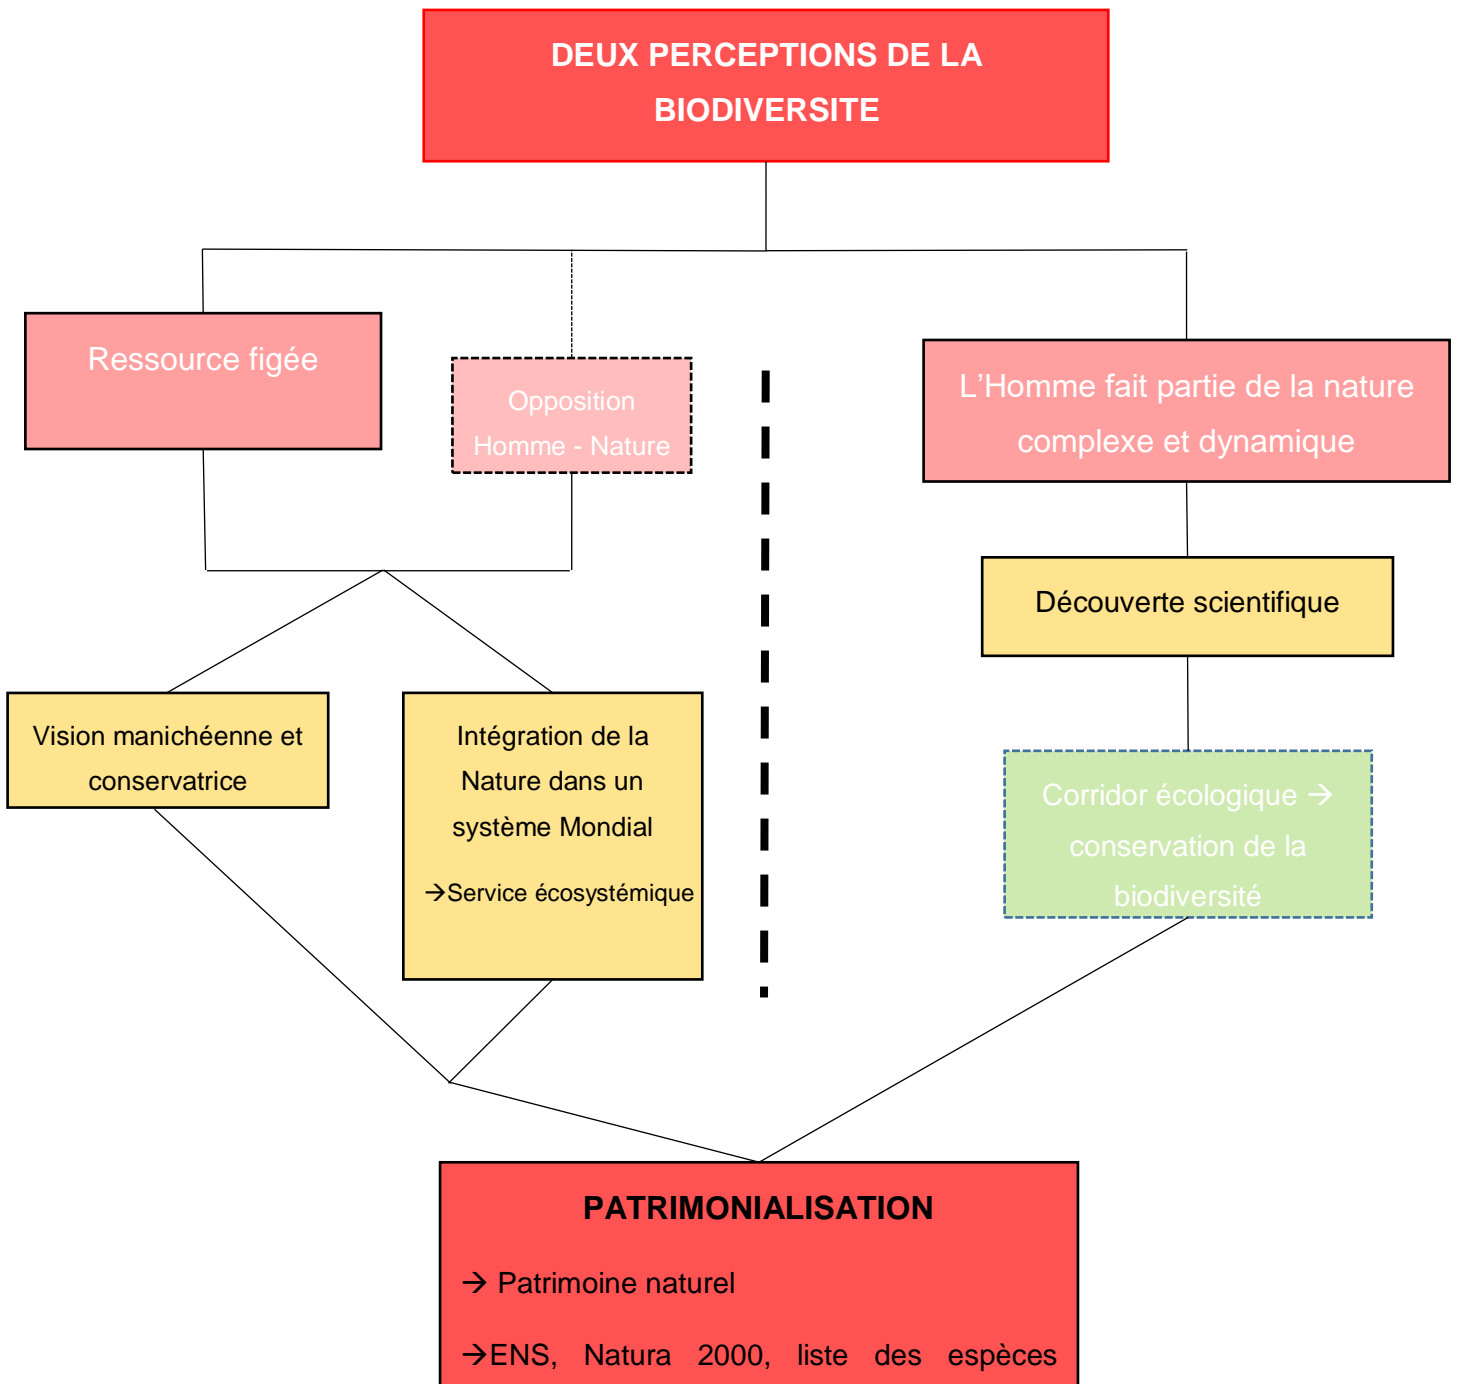 DEUX PERCEPTIONS DE LA
BIODIVERSITE
Ressource figée
Opposition
Homme - Nature
L’Homme fait partie de la nature
complexe et dynamique
Découverte scientifique
Vision manichéenne et
conservatrice
Intégration de la
Nature dans un
système Mondial
→Service écosystémique
Corridor écologique →
conservation de la
biodiversité
PATRIMONIALISATION
→ Patrimoine naturel
→ENS, Natura 2000, liste des espèces